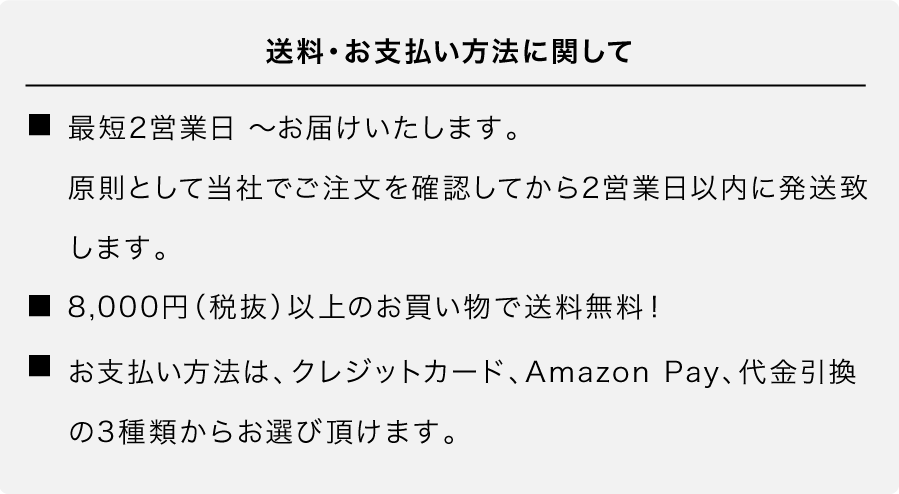 送料・お支払い方法に関して
■ 最短2営業日 ～お届けいたします。
原則として当社でご注文を確認してから2営業日以内に発送致
します。
■ 8,000円（税抜）以上のお買い物で送料無料！
■ お支払い方法は、クレジットカード、Amazon Pay、代金引換
の3種類からお選び頂けます。